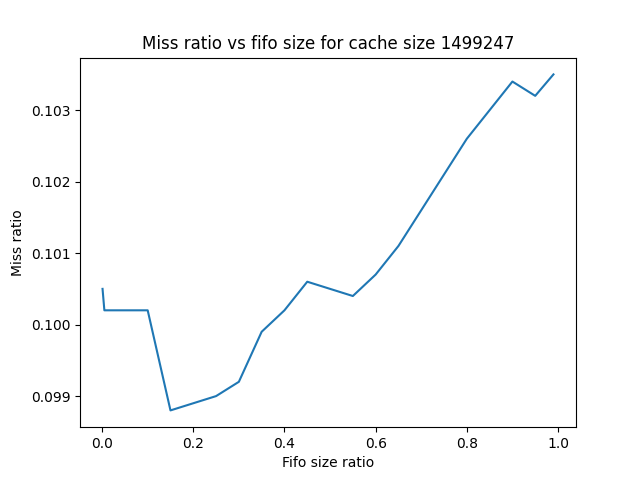 Miss ratio vs fifo size for cache size 1499247
0.103
0.102
0.101
0.100
0.099
Miss ratio
0.0 0.2 0.4 0.6 0.8 1.0
Fifo size ratio